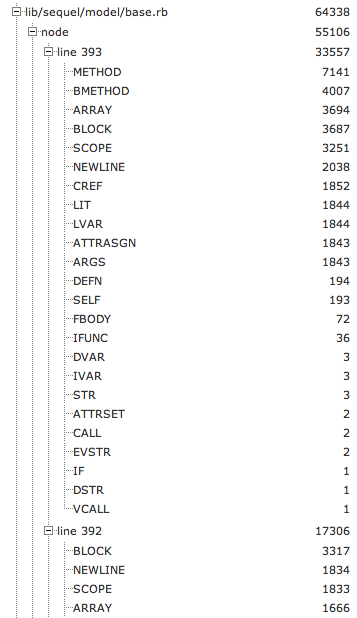 lib/sequel/model/base.rb 64338
node 55106
line 393 33557
METHOD 7141
BMETHOD 4007
ARRAY 3694
BLOCK 3687
SCOPE 3251
NEWLINE 2038
CREF 1852
LIT 1844
LVAR 1844
ATTRASGN 1843
ARGS 1843
DEFN 194
SELF 193
FBODY 72
IFUNC 36
DVAR 3
IVAR 3
STR 3
ATTRSET 2
CALL 2
EVSTR 2
IF 1
DSTR 1
VCALL 1
line 392 17306
BLOCK 3317
NEWLINE 1834
SCOPE 1833
ARRAY 1666